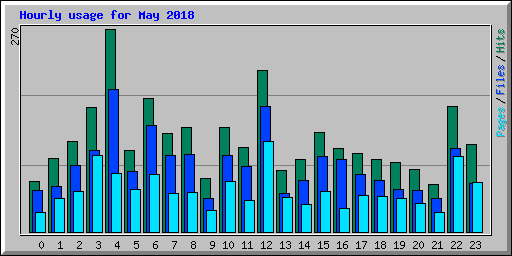 Hourly usage for May 2018
270
Pages / Files / Hits
0 1 2 3 4 5 6 7 8 9 10 11 12 13 14 15 16 17 18 19 20 21 22 23